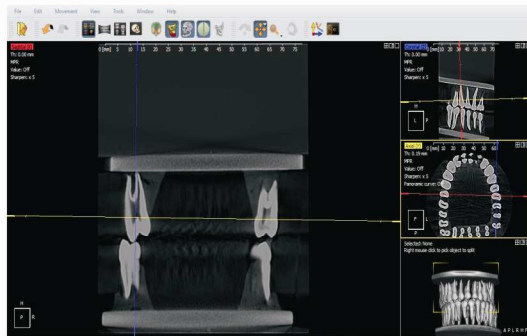 File Edit Movement View Tools Window Help
Sagittal (X)
Th: 0.00 mm
MPR
Value: Off
Sharpen: x 5
0 [mm] 5 10 15 20 25 30 35 40 45 50 55 60 65 70 75
H
P R
Th: 0.00 mm
MPR
Value: Off
Sharpen: x 5
H
L P
Th: 0.19 mm
MPR
Value: Off
Sharpen: x 5
Panoramic curve:
L
P
Selected: None
Right mouse click to pick object to split
A P L R H F